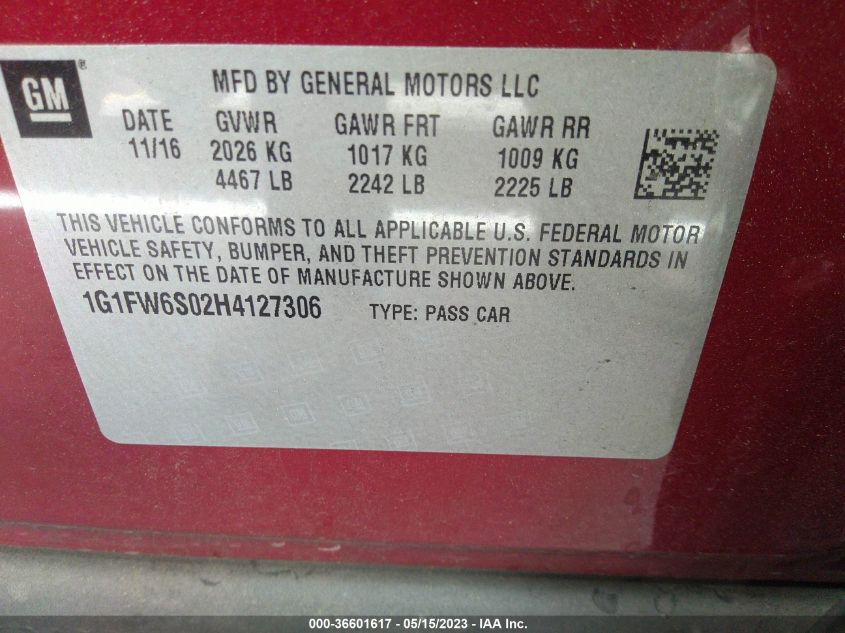 GM ®
MFD BY GENERAL MOTORS LLC
DATE GVWR GAWR FRT GAWR RR
11/16 2026 KG 1017 KG 1009 KG
4467 LB 2242 LB 2225 LB
THIS VEHICLE CONFORMS TO ALL APPLICABLE U.S. FEDERAL MOTOR
VEHICLE SAFETY, BUMPER, AND THEFT PREVENTION STANDARDS IN
EFFECT ON THE DATE OF MANUFACTURE SHOWN ABOVE.
1G1FW6S02H4127306 TYPE: PASS CAR
000-36601617 - 05/15/2023 - IAA Inc.